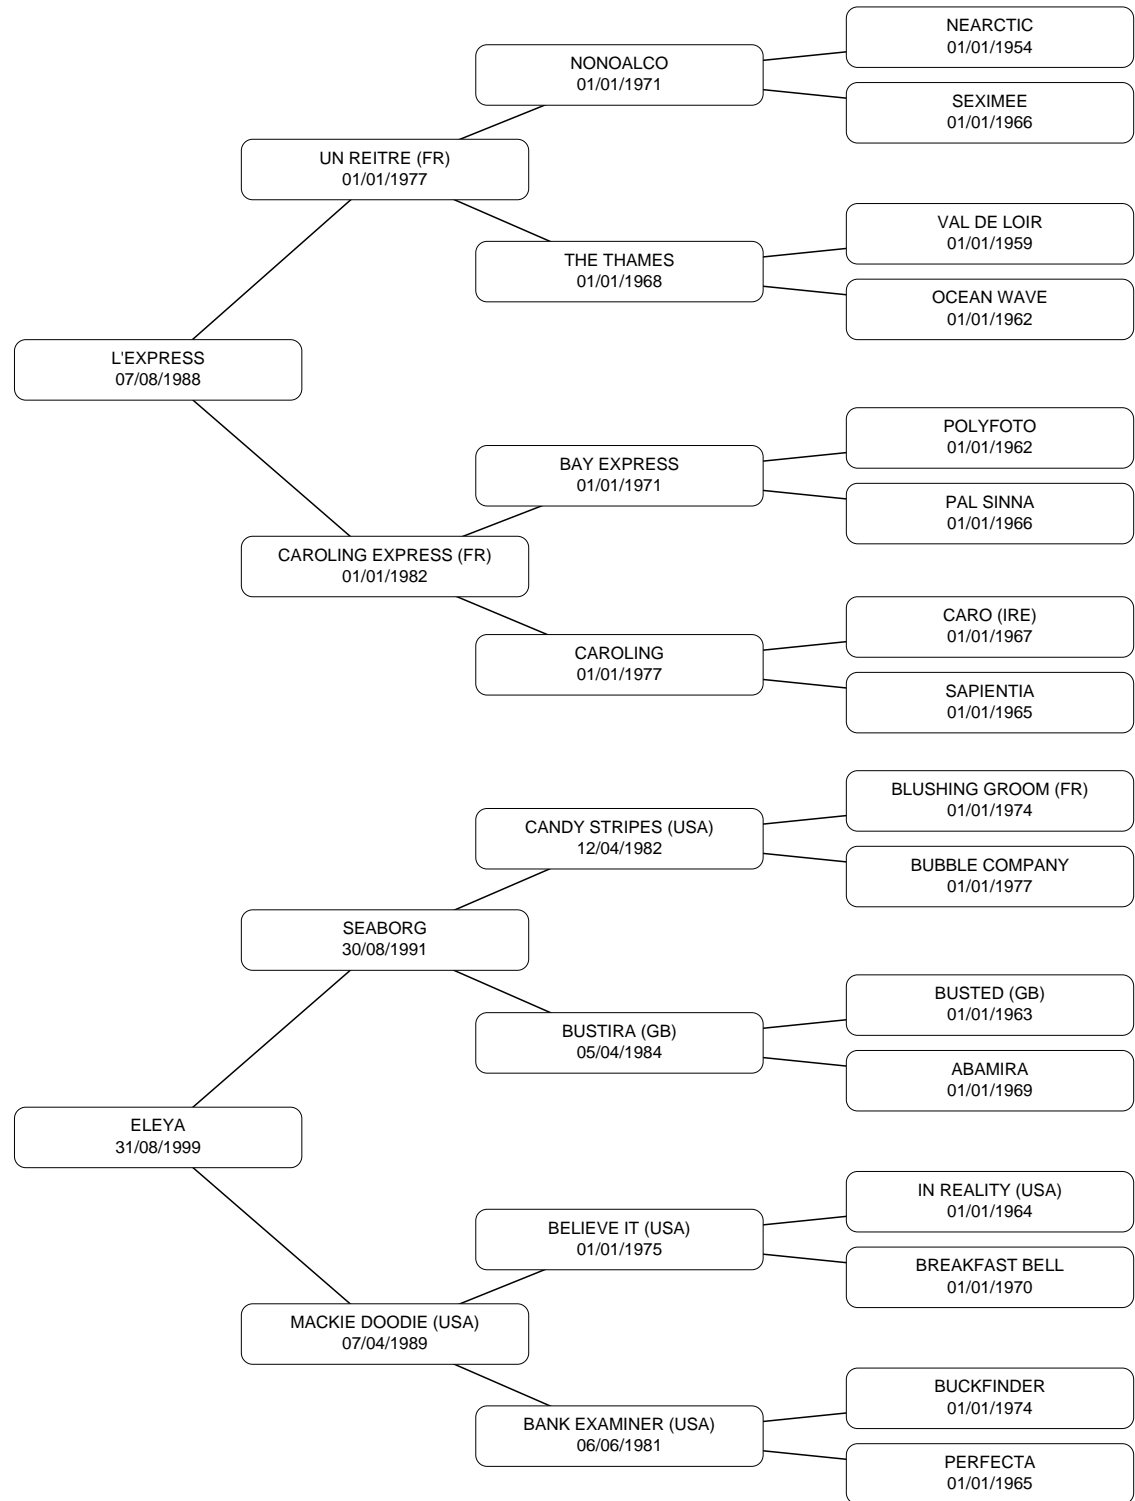 NEARCTIC
01/01/1954
NONOALCO
01/01/1971
SEXIMEE
01/01/1966
UN REITRE (FR)
01/01/1977
VAL DE LOIR
01/01/1959
THE THAMES
01/01/1968
OCEAN WAVE
01/01/1962
L'EXPRESS
07/08/1988
POLYFOTO
01/01/1962
BAY EXPRESS
01/01/1971
PAL SINNA
01/01/1966
CAROLING EXPRESS (FR)
01/01/1982
CARO (IRE)
01/01/1967
CAROLING
01/01/1977
SAPIENTIA
01/01/1965
BLUSHING GROOM (FR)
01/01/1974
CANDY STRIPES (USA)
12/04/1982
BUBBLE COMPANY
01/01/1977
SEABORG
30/08/1991
BUSTED (GB)
01/01/1963
BUSTIRA (GB)
05/04/1984
ABAMIRA
01/01/1969
ELEYA
31/08/1999
IN REALITY (USA)
01/01/1964
BELIEVE IT (USA)
01/01/1975
BREAKFAST BELL
01/01/1970
MACKIE DOODIE (USA)
07/04/1989
BUCKFINDER
01/01/1974
BANK EXAMINER (USA)
06/06/1981
PERFECTA
01/01/1965